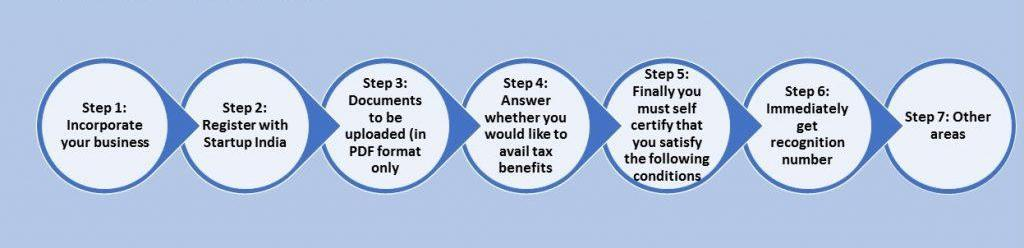 Step 1:
Incorporate
your business
Step 2:
Register with
Startup India
Step 3:
Documents
to be
uploaded (in
PDF format
only
Step 4:
Answer
whether you
would like to
avail tax
benefits
Step 5:
Finally you
must self
certify that
you satisfy
the following
conditions
Step 6:
Immediately
get
recognition
number
Step 7: Other
areas